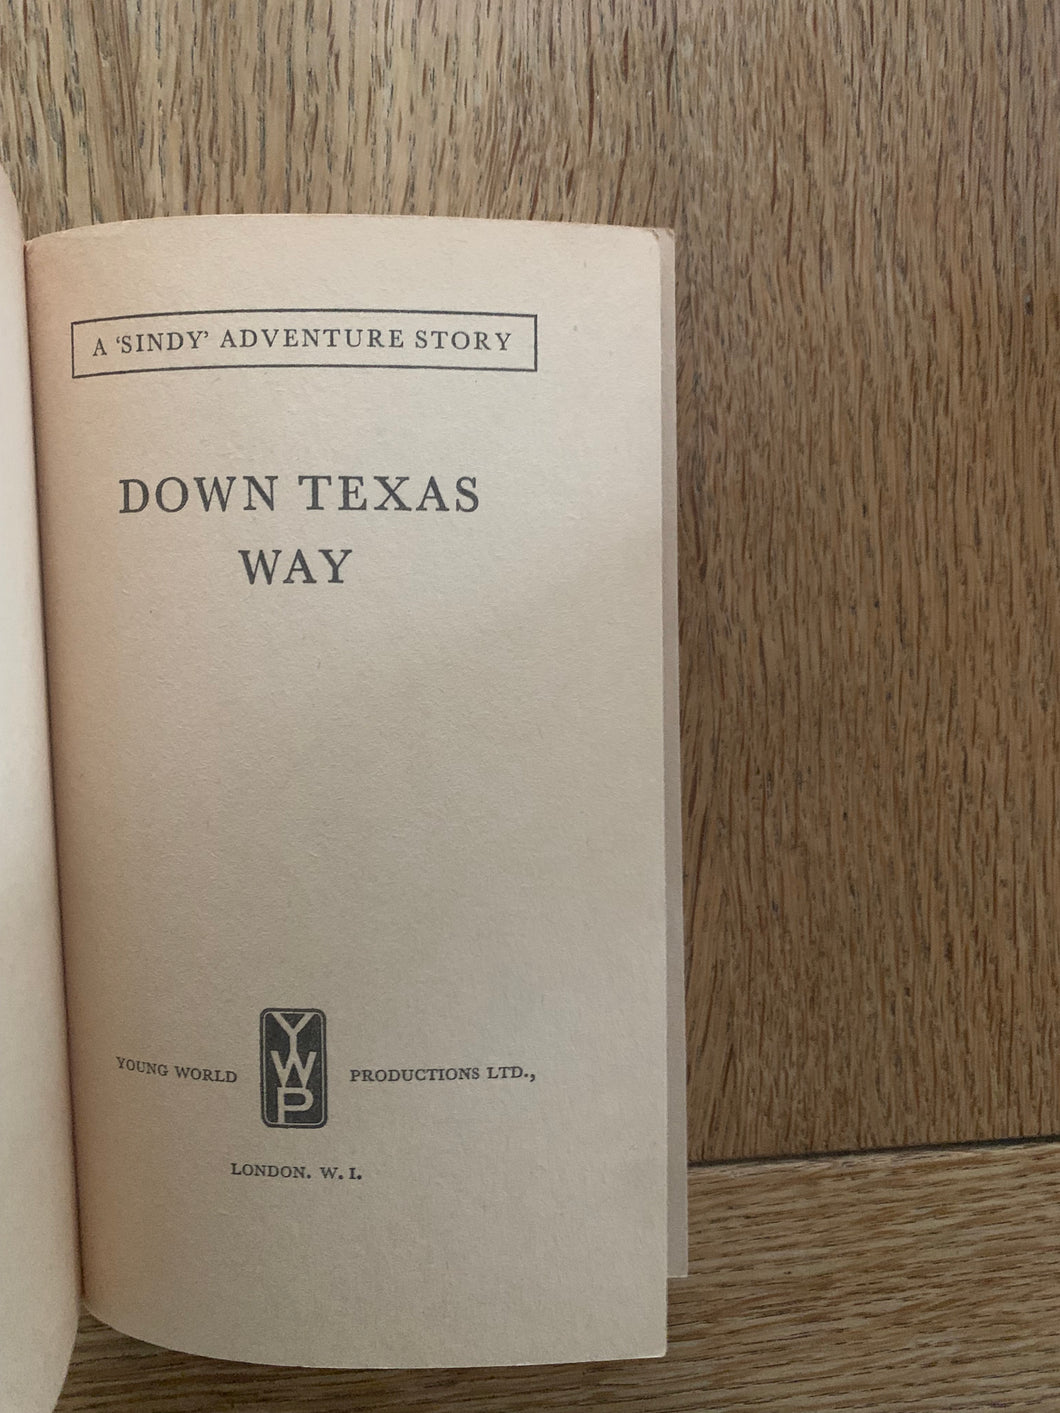 A ‘SINDY’ ADVENTURE STORY
DOWN TEXAS
WAY
YOUNG WORLD YWP PRODUCTIONS LTD.,
LONDON. W. I.